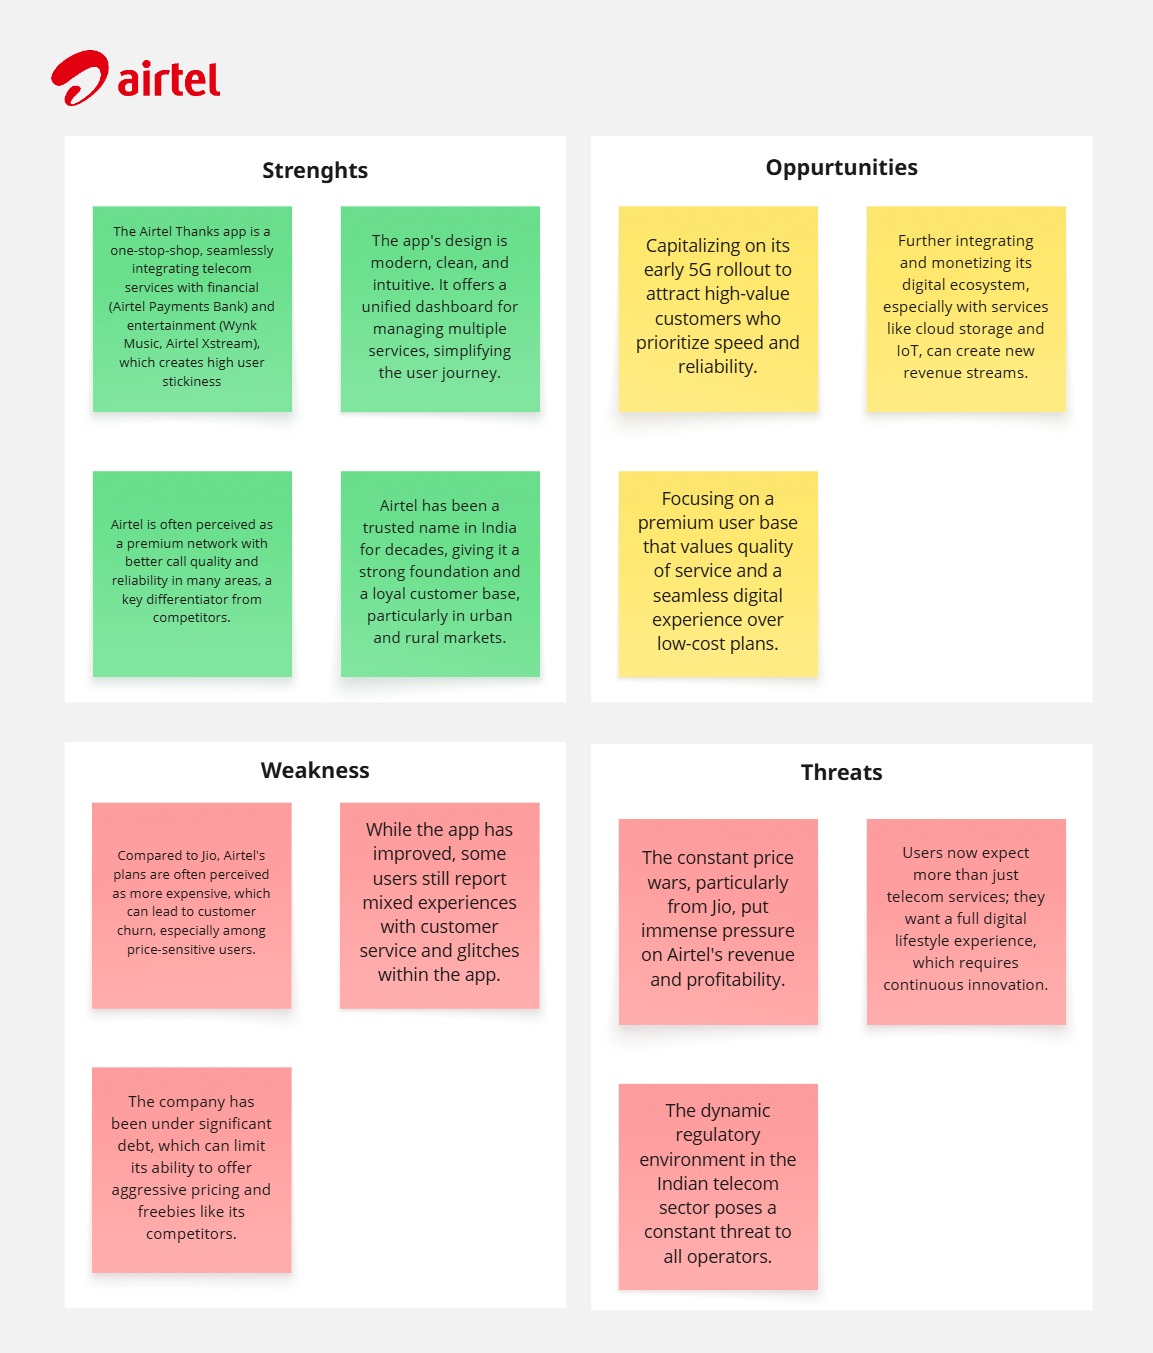 airtel
Strenghts
The Airtel Thanks app is a
one-stop-shop, seamlessly
integrating telecom
services with financial
(Airtel Payments Bank) and
entertainment (Wynk
Music, Airtel Xstream),
which creates high user
stickiness
The app's design is
modern, clean, and
intuitive. It offers a
unified dashboard for
managing multiple
services, simplifying
the user journey.
Airtel is often perceived as
a premium network with
better call quality and
reliability in many areas, a
key differentiator from
competitors.
Airtel has been a
trusted name in India
for decades, giving it a
strong foundation and
a loyal customer base,
particularly in urban
and rural markets.
Oppurtunities
Capitalizing on its
early 5G rollout to
attract high-value
customers who
prioritize speed and
reliability.
Further integrating
and monetizing its
digital ecosystem,
especially with services
like cloud storage and
IoT, can create new
revenue streams.
Focusing on a
premium user base
that values quality
of service and a
seamless digital
experience over
low-cost plans.
Weakness
Compared to Jio, Airtel's
plans are often perceived
as more expensive, which
can lead to customer
churn, especially among
price-sensitive users.
While the app has
improved, some
users still report
mixed experiences
with customer
service and glitches
within the app.
The company has
been under significant
debt, which can limit
its ability to offer
aggressive pricing and
freebies like its
competitors.
Threats
The constant price
wars, particularly
from Jio, put
immense pressure
on Airtel's revenue
and profitability.
Users now expect
more than just
telecom services; they
want a full digital
lifestyle experience,
which requires
continuous innovation.
The dynamic
regulatory
environment in the
Indian telecom
sector poses a
constant threat to
all operators.